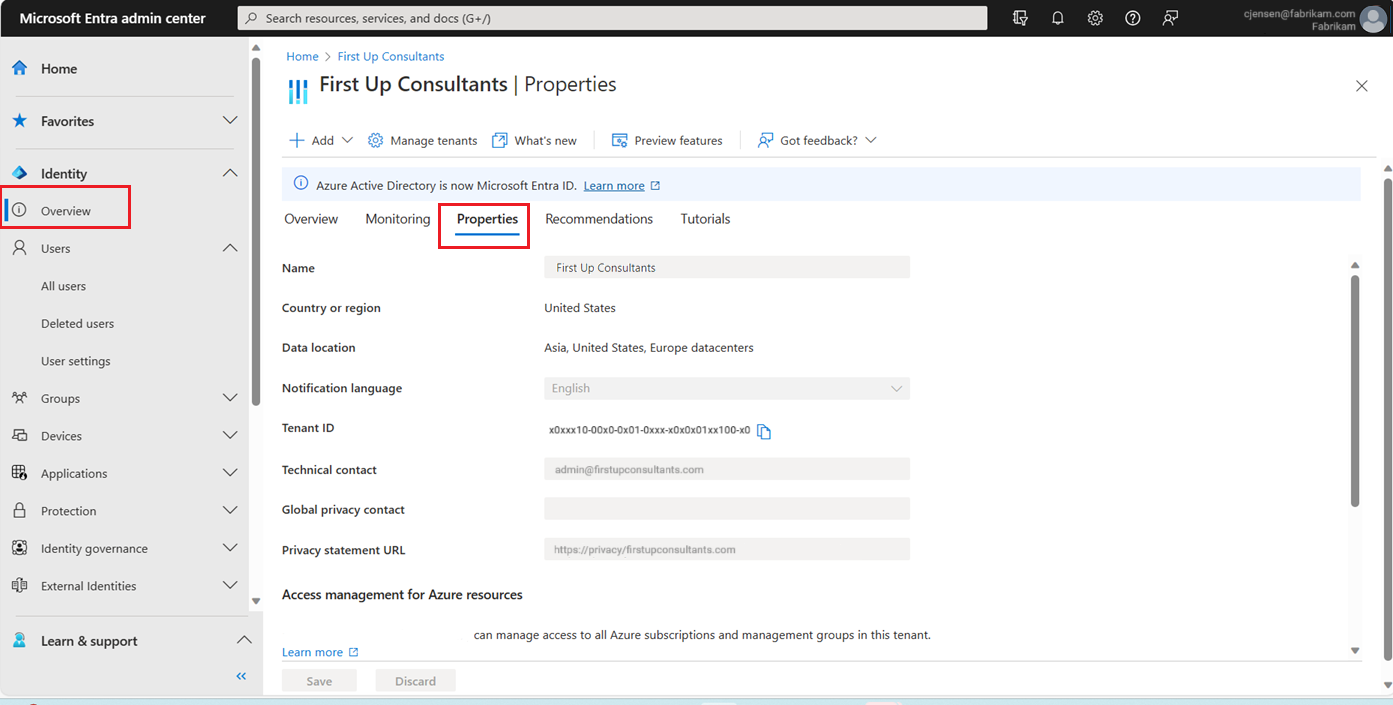 Microsoft Entra admin center
Search resources, services, and docs (G+/)
cjensen@fabrikam.com
Fabrikam
Home
Favorites
Identity
Overview
Users
All users
Deleted users
User settings
Groups
Devices
Applications
Protection
Identity governance
External Identities
Learn & support
Home > First Up Consultants
First Up Consultants | Properties
Add
Manage tenants
What's new
Preview features
Got feedback?
Azure Active Directory is now Microsoft Entra ID. Learn more
Overview Monitoring Properties Recommendations Tutorials
Name First Up Consultants
Country or region United States
Data location Asia, United States, Europe datacenters
Notification language English
Tenant ID x0xxx10-00x0-0x01-0xxx-x0x0x01xx100-x0
Technical contact admin@firstupconsultants.com
Global privacy contact
Privacy statement URL https://privacy/firstupconsultants.com
Access management for Azure resources
can manage access to all Azure subscriptions and management groups in this tenant.
Learn more
Save Discard